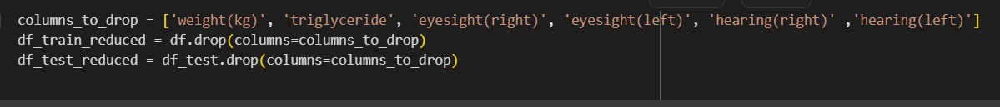 columns_to_drop = ['weight(kg)', 'triglyceride', 'eyesight(right)', 'eyesight(left)', 'hearing(right)' ,'hearing(left)']
df_train_reduced = df.drop(columns=columns_to_drop)
df_test_reduced = df_test.drop(columns=columns_to_drop)